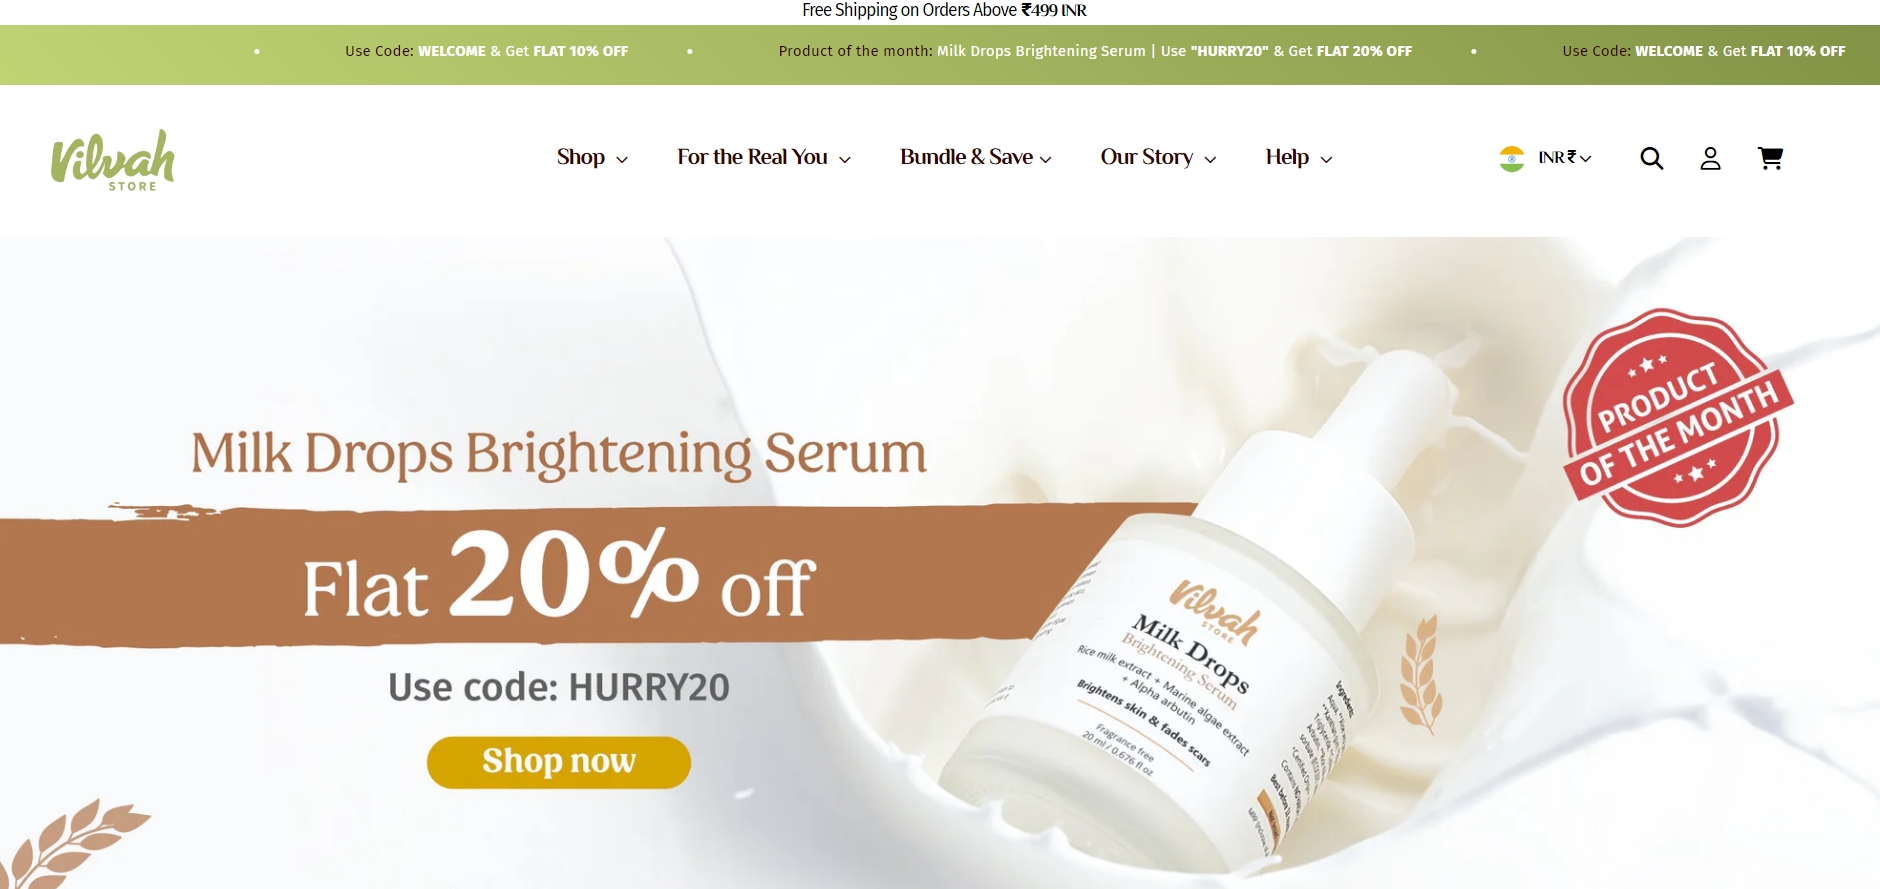 Free Shipping on Orders Above ₹499 INR
Use Code: WELCOME & Get FLAT 10% OFF • Product of the month: Milk Drops Brightening Serum | Use "HURRY20" & Get FLAT 20% OFF • Use Code: WELCOME & Get FLAT 10% OFF
Vilvah
STORE
Shop
For the Real You
Bundle & Save
Our Story
Help
INR ₹
Milk Drops Brightening Serum
Flat 20% off
Use code: HURRY20
Shop now
PRODUCT
OF THE MONTH
Vilvah
STORE
Milk Drops
Brightening Serum
Rice milk extract + Marine algae extract
+ Alpha arbutin
Brightens skin & fades scars
Fragrance free
20 ml / 0.676 fl oz
Ingredients